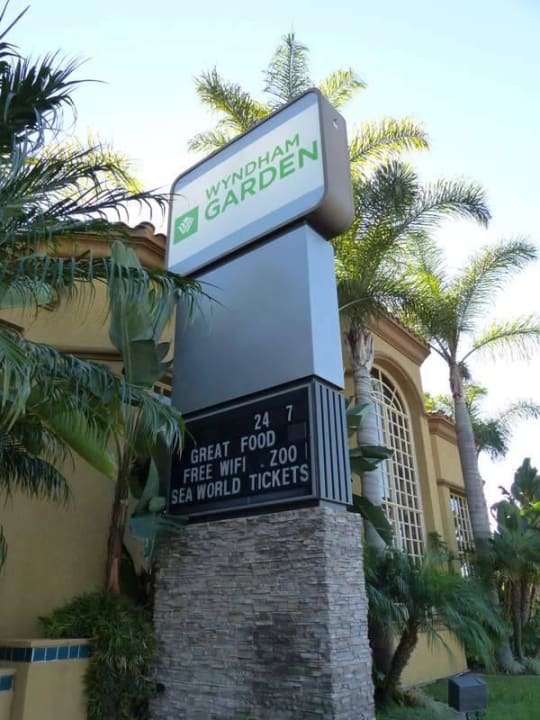 WYNDHAM
GARDEN
24 7
GREAT FOOD
FREE WIFI . ZOO
SEA WORLD TICKETS